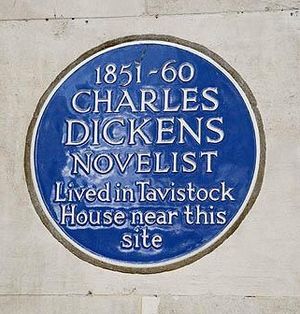 1851-60
CHARLES
DICKENS
NOVELIST
Lived in Tavistock
House near this
site